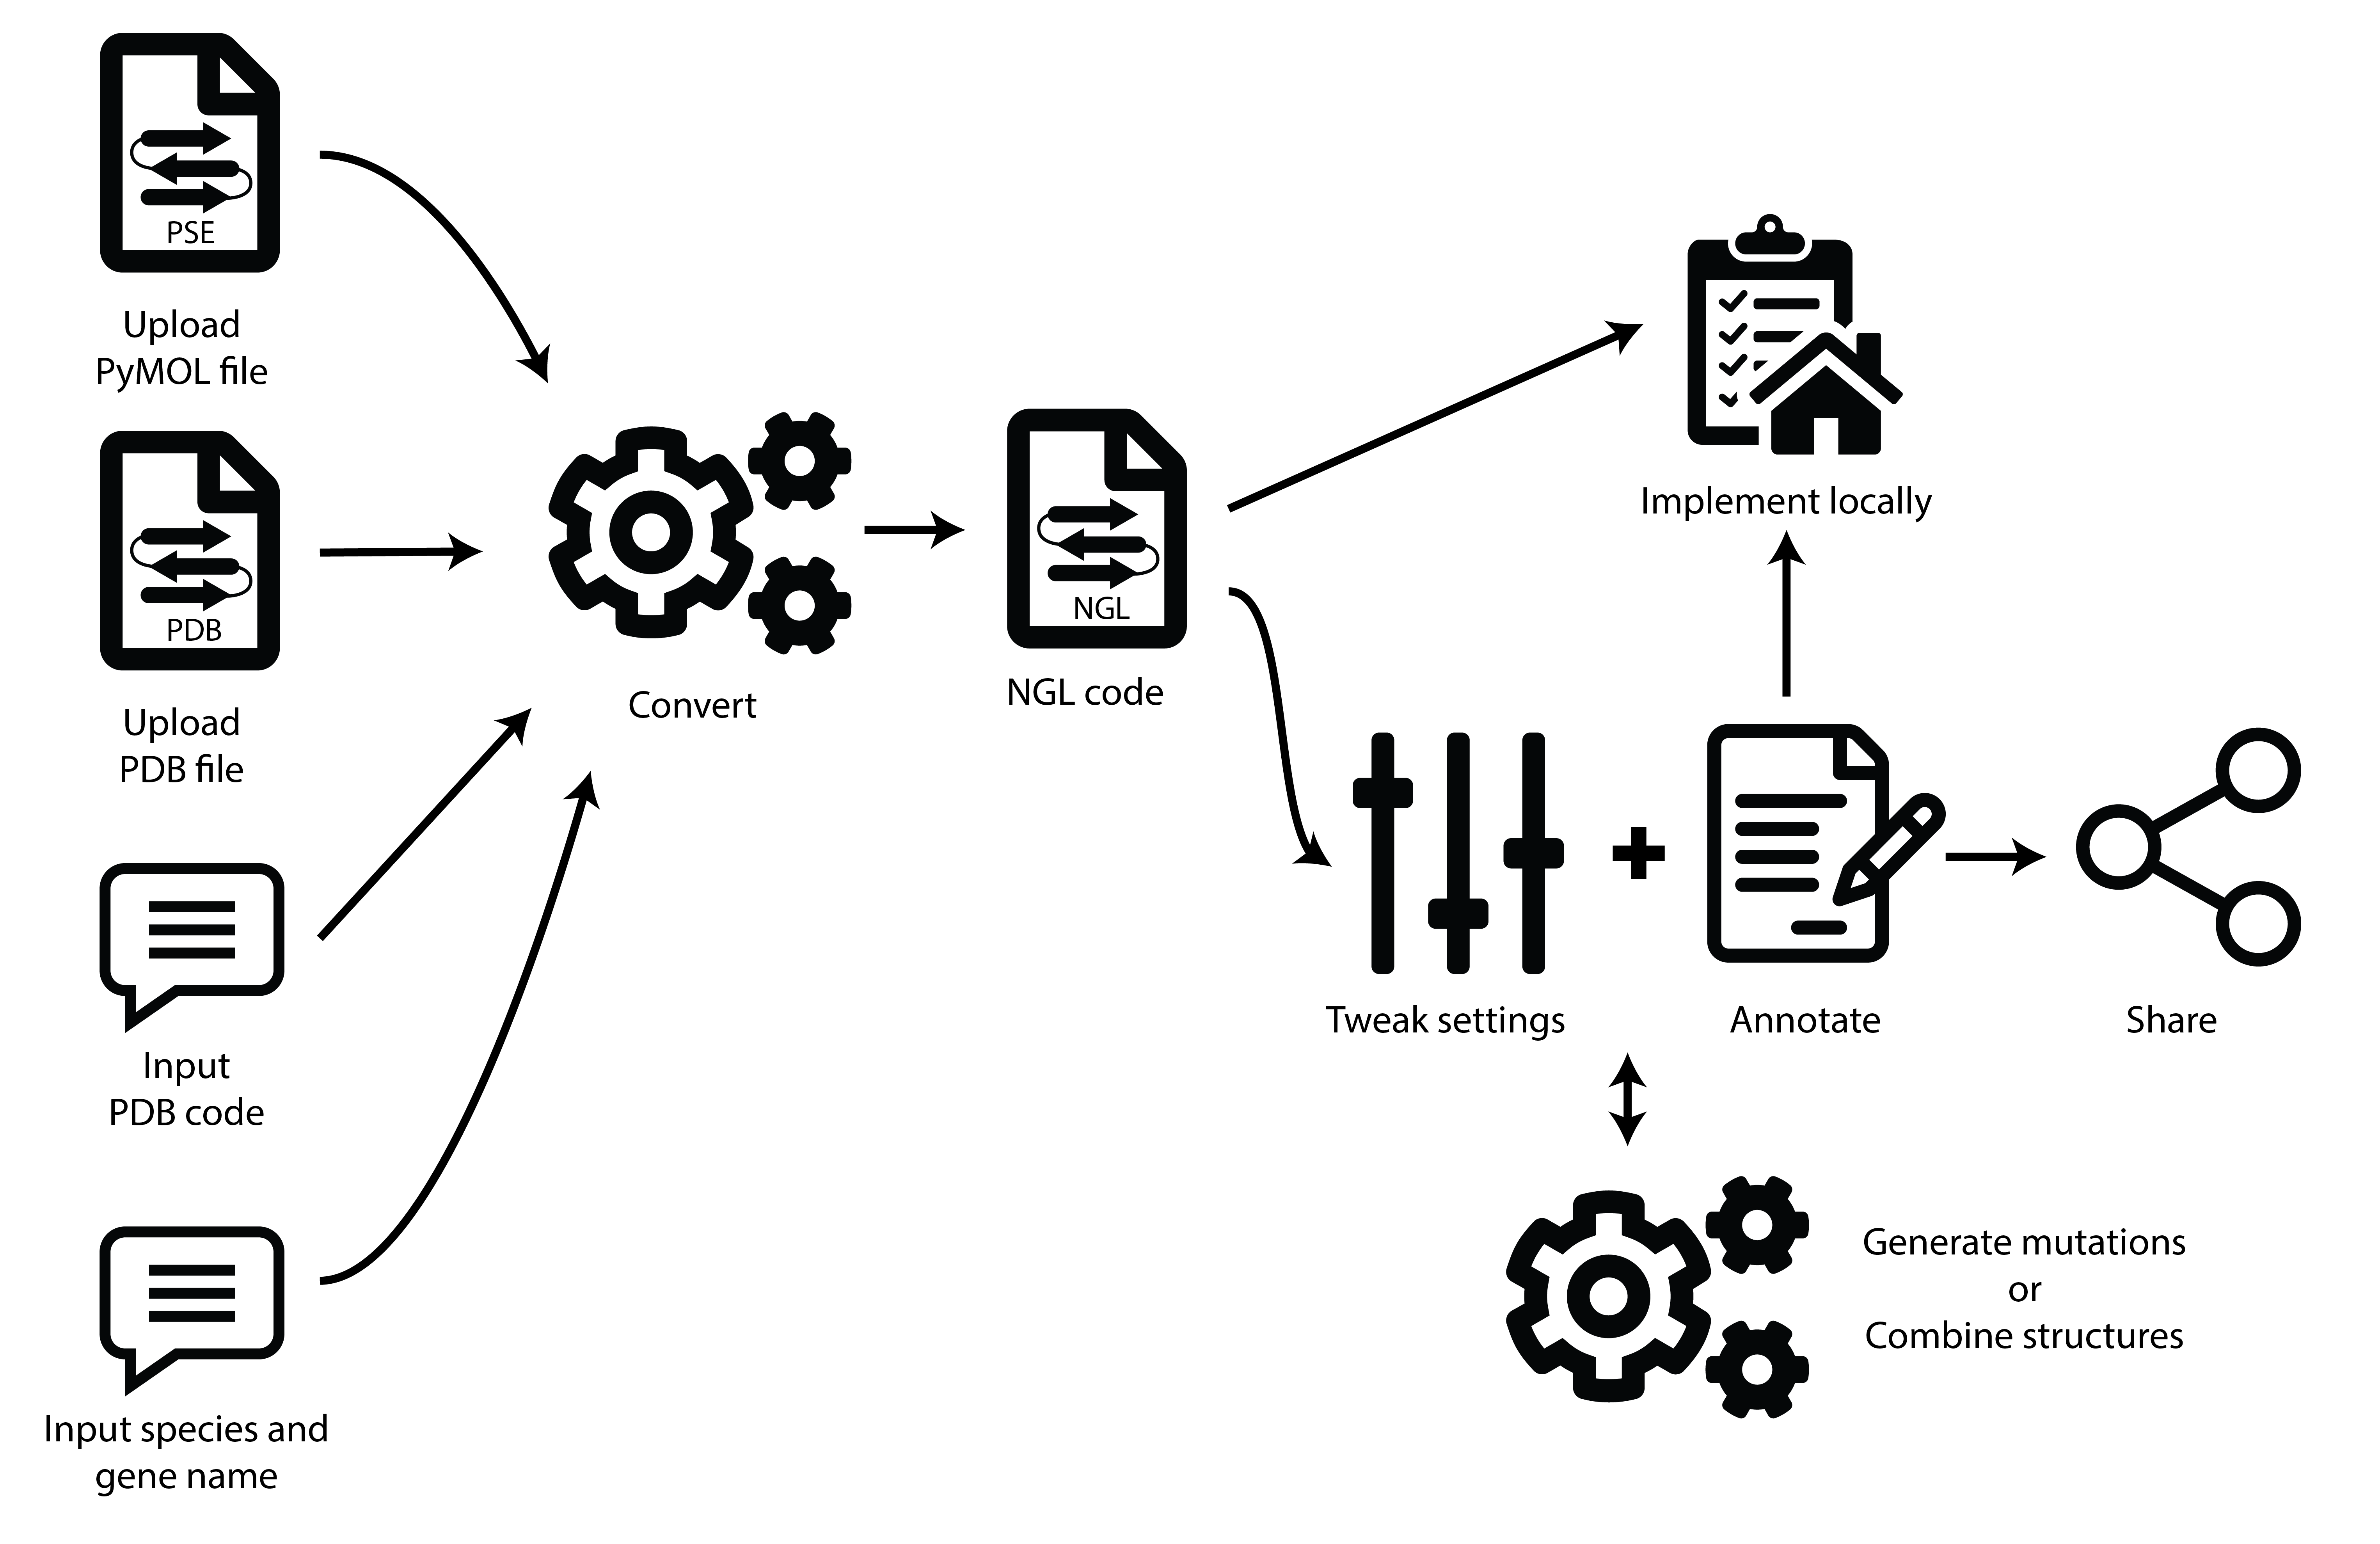 PSE
Upload
PyMOL file
PDB
Upload
PDB file
Input
PDB code
Input species and
gene name
Convert
NGL
NGL code
Implement locally
Tweak settings
Annotate
Share
Generate mutations
or
Combine structures